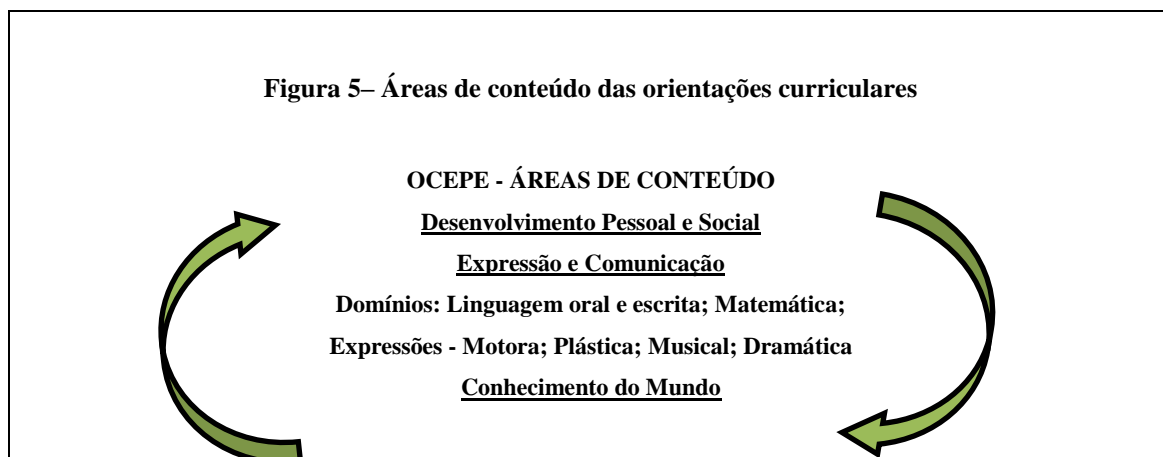 Figura 5– Áreas de conteúdo das orientações curriculares
OCEPE - ÁREAS DE CONTEÚDO
Desenvolvimento Pessoal e Social
Expressão e Comunicação
Domínios: Linguagem oral e escrita; Matemática;
Expressões - Motora; Plástica; Musical; Dramática
Conhecimento do Mundo